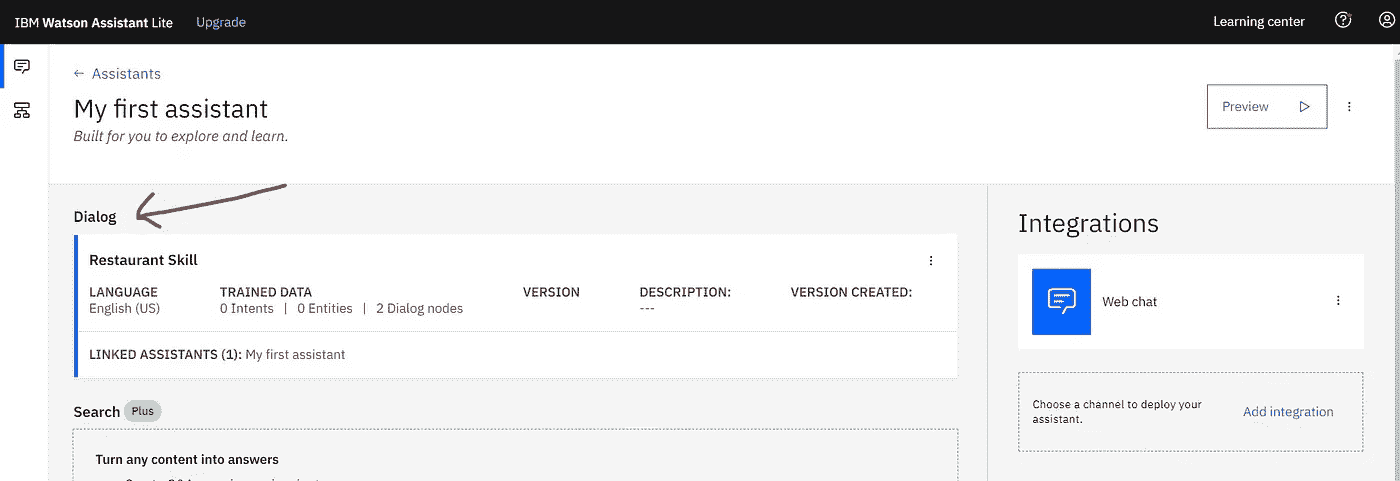 IBM Watson Assistant Lite Upgrade Learning center
← Assistants
My first assistant
Built for you to explore and learn.
Preview
Dialog
Restaurant Skill
LANGUAGE TRAINED DATA VERSION DESCRIPTION: VERSION CREATED:
English (US) 0 Intents | 0 Entities | 2 Dialog nodes ---
LINKED ASSISTANTS (1): My first assistant
Search Plus
Turn any content into answers
Integrations
Web chat
Choose a channel to deploy your
assistant.
Add integration